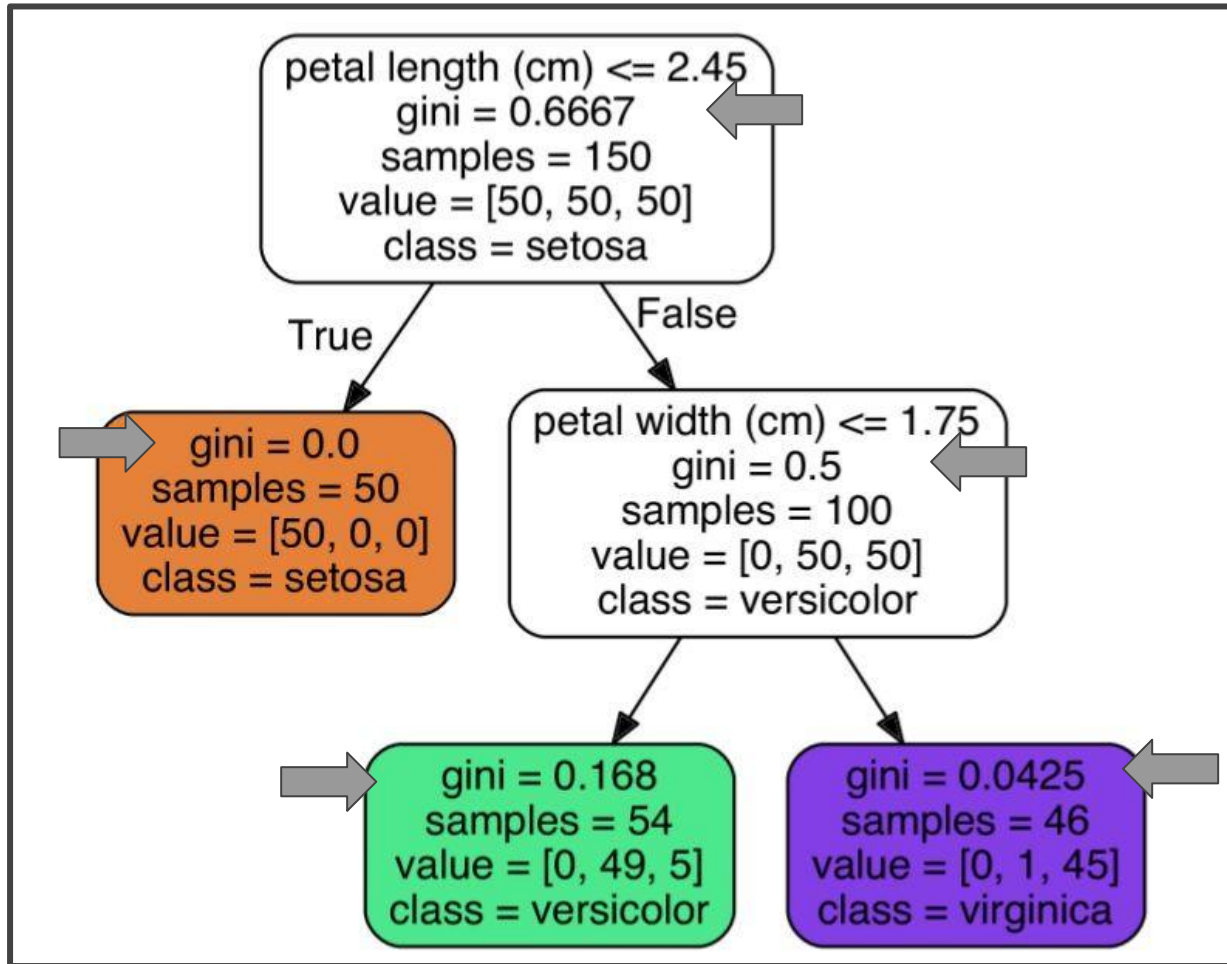 petal length (cm) <= 2.45
gini = 0.6667
samples = 150
value = [50, 50, 50]
class = setosa
True
False
gini = 0.0
samples = 50
value = [50, 0, 0]
class = setosa
petal width (cm) <= 1.75
gini = 0.5
samples = 100
value = [0, 50, 50]
class = versicolor
gini = 0.168
samples = 54
value = [0, 49, 5]
class = versicolor
gini = 0.0425
samples = 46
value = [0, 1, 45]
class = virginica